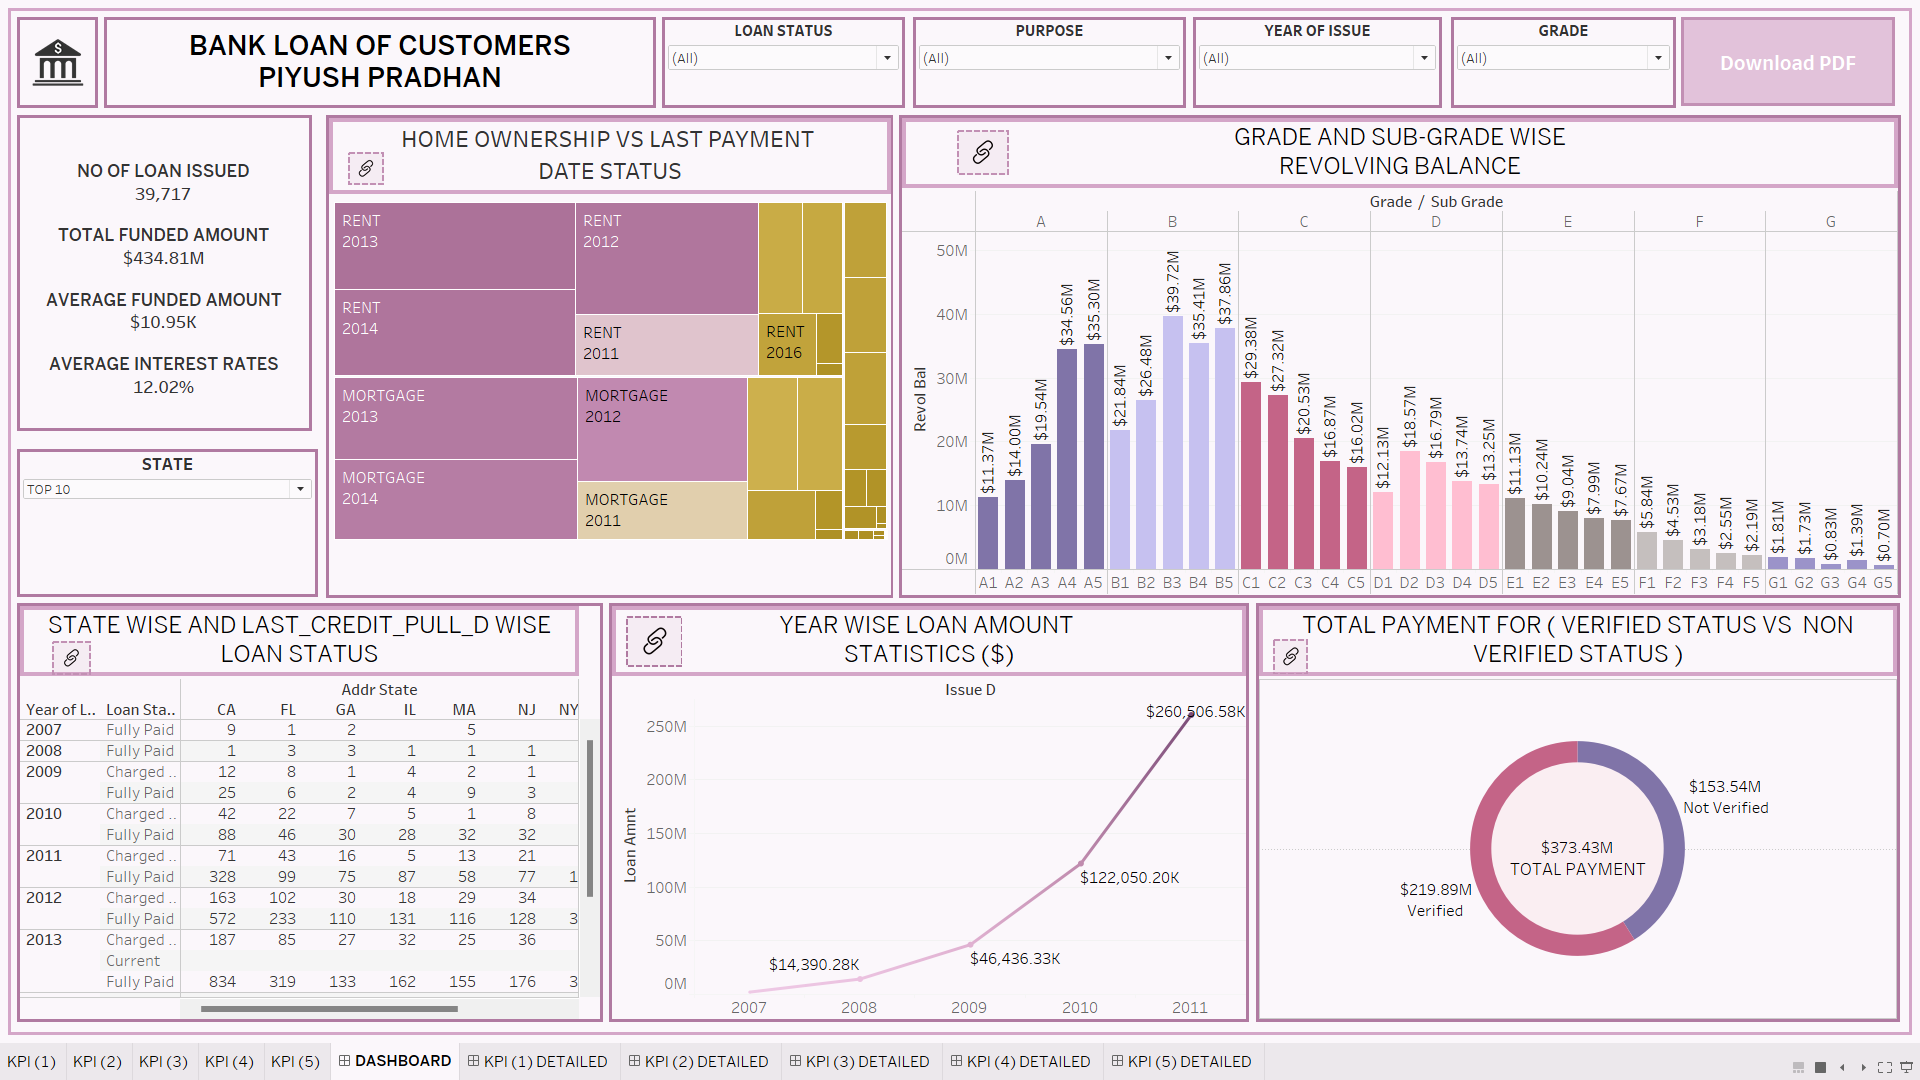 BANK LOAN OF CUSTOMERS
PIYUSH PRADHAN
LOAN STATUS
(All)
PURPOSE
(All)
YEAR OF ISSUE
(All)
GRADE
(All)
Download PDF
NO OF LOAN ISSUED
39,717
TOTAL FUNDED AMOUNT
$434.81M
AVERAGE FUNDED AMOUNT
$10.95K
AVERAGE INTEREST RATES
12.02%
STATE
TOP 10
HOME OWNERSHIP VS LAST PAYMENT
DATE STATUS
RENT
2013
RENT
2012
RENT
2014
RENT
2011
RENT
2016
MORTGAGE
2013
MORTGAGE
2012
MORTGAGE
2014
MORTGAGE
2011
GRADE AND SUB-GRADE WISE
REVOLVING BALANCE
Grade / Sub Grade
A B C D E F G
Revol Bal
50M
40M
30M
20M
10M
0M
$11.37M $14.00M $19.54M $34.56M $35.30M $21.84M $26.48M $39.72M $35.41M $37.86M $29.38M $27.32M $20.53M $16.87M $16.02M $12.13M $18.57M $16.79M $13.74M $13.25M $11.13M $10.24M $9.04M $7.99M $7.67M $5.84M $4.53M $3.18M $2.55M $2.19M $1.81M $1.73M $0.83M $1.39M $0.70M
A1 A2 A3 A4 A5 B1 B2 B3 B4 B5 C1 C2 C3 C4 C5 D1 D2 D3 D4 D5 E1 E2 E3 E4 E5 F1 F2 F3 F4 F5 G1 G2 G3 G4 G5
STATE WISE AND LAST_CREDIT_PULL_D WISE
LOAN STATUS
Addr State
Year of L.. Loan Sta.. CA FL GA IL MA NJ NY
2007 Fully Paid 9 1 2 5
2008 Fully Paid 1 3 3 1 1 1
2009 Charged .. 12 8 1 4 2 1
Fully Paid 25 6 2 4 9 3
2010 Charged .. 42 22 7 5 1 8
Fully Paid 88 46 30 28 32 32
2011 Charged .. 71 43 16 5 13 21
Fully Paid 328 99 75 87 58 77 1
2012 Charged .. 163 102 30 18 29 34
Fully Paid 572 233 110 131 116 128 3
2013 Charged .. 187 85 27 32 25 36
Current
Fully Paid 834 319 133 162 155 176 3
YEAR WISE LOAN AMOUNT
STATISTICS ($)
Issue D
Loan Amnt
250M
200M
150M
100M
50M
0M
$260,506.58K
$122,050.20K
$46,436.33K
$14,390.28K
2007 2008 2009 2010 2011
TOTAL PAYMENT FOR ( VERIFIED STATUS VS NON
VERIFIED STATUS )
$153.54M
Not Verified
$373.43M
TOTAL PAYMENT
$219.89M
Verified
KPI (1) KPI (2) KPI (3) KPI (4) KPI (5) DASHBOARD KPI (1) DETAILED KPI (2) DETAILED KPI (3) DETAILED KPI (4) DETAILED KPI (5) DETAILED